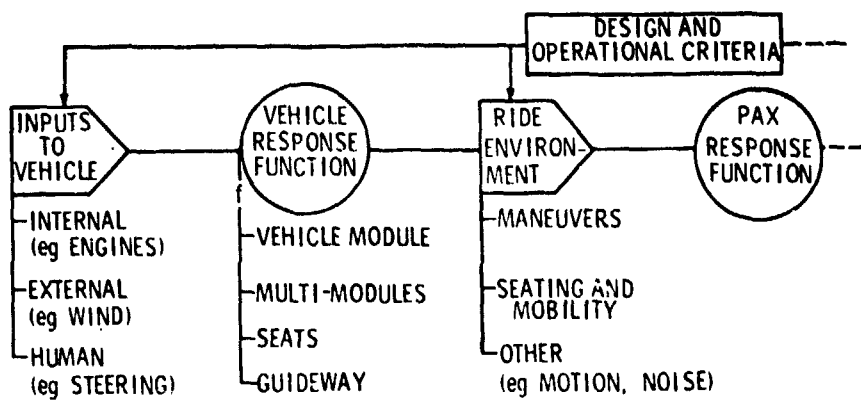 DESIGN AND
OPERATIONAL CRITERIA
INPUTS
TO
VEHICLE
VEHICLE
RESPONSE
FUNCTION
RIDE
ENVIRON-
MENT
PAX
RESPONSE
FUNCTION
f
INTERNAL
(eg ENGINES)
EXTERNAL
(eg WIND)
HUMAN
(eg STEERING)
VEHICLE MODULE
MULTI-MODULES
SEATS
GUIDEWAY
MANEUVERS
SEATING AND
MOBILITY
OTHER
(eg MOTION, NOISE)